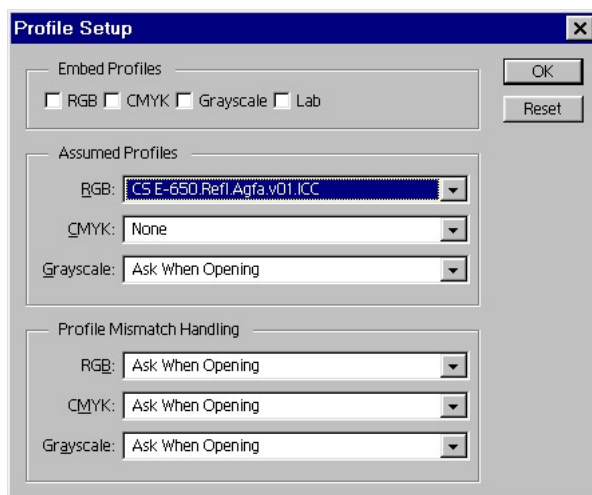 Profile Setup
Embed Profiles
RGB CMYK Grayscale Lab
OK
Reset
Assumed Profiles
RGB: CS E-650.Refl.Agfa.v01.ICC
CMYK: None
Grayscale: Ask When Opening
Profile Mismatch Handling
RGB: Ask When Opening
CMYK: Ask When Opening
Grayscale: Ask When Opening